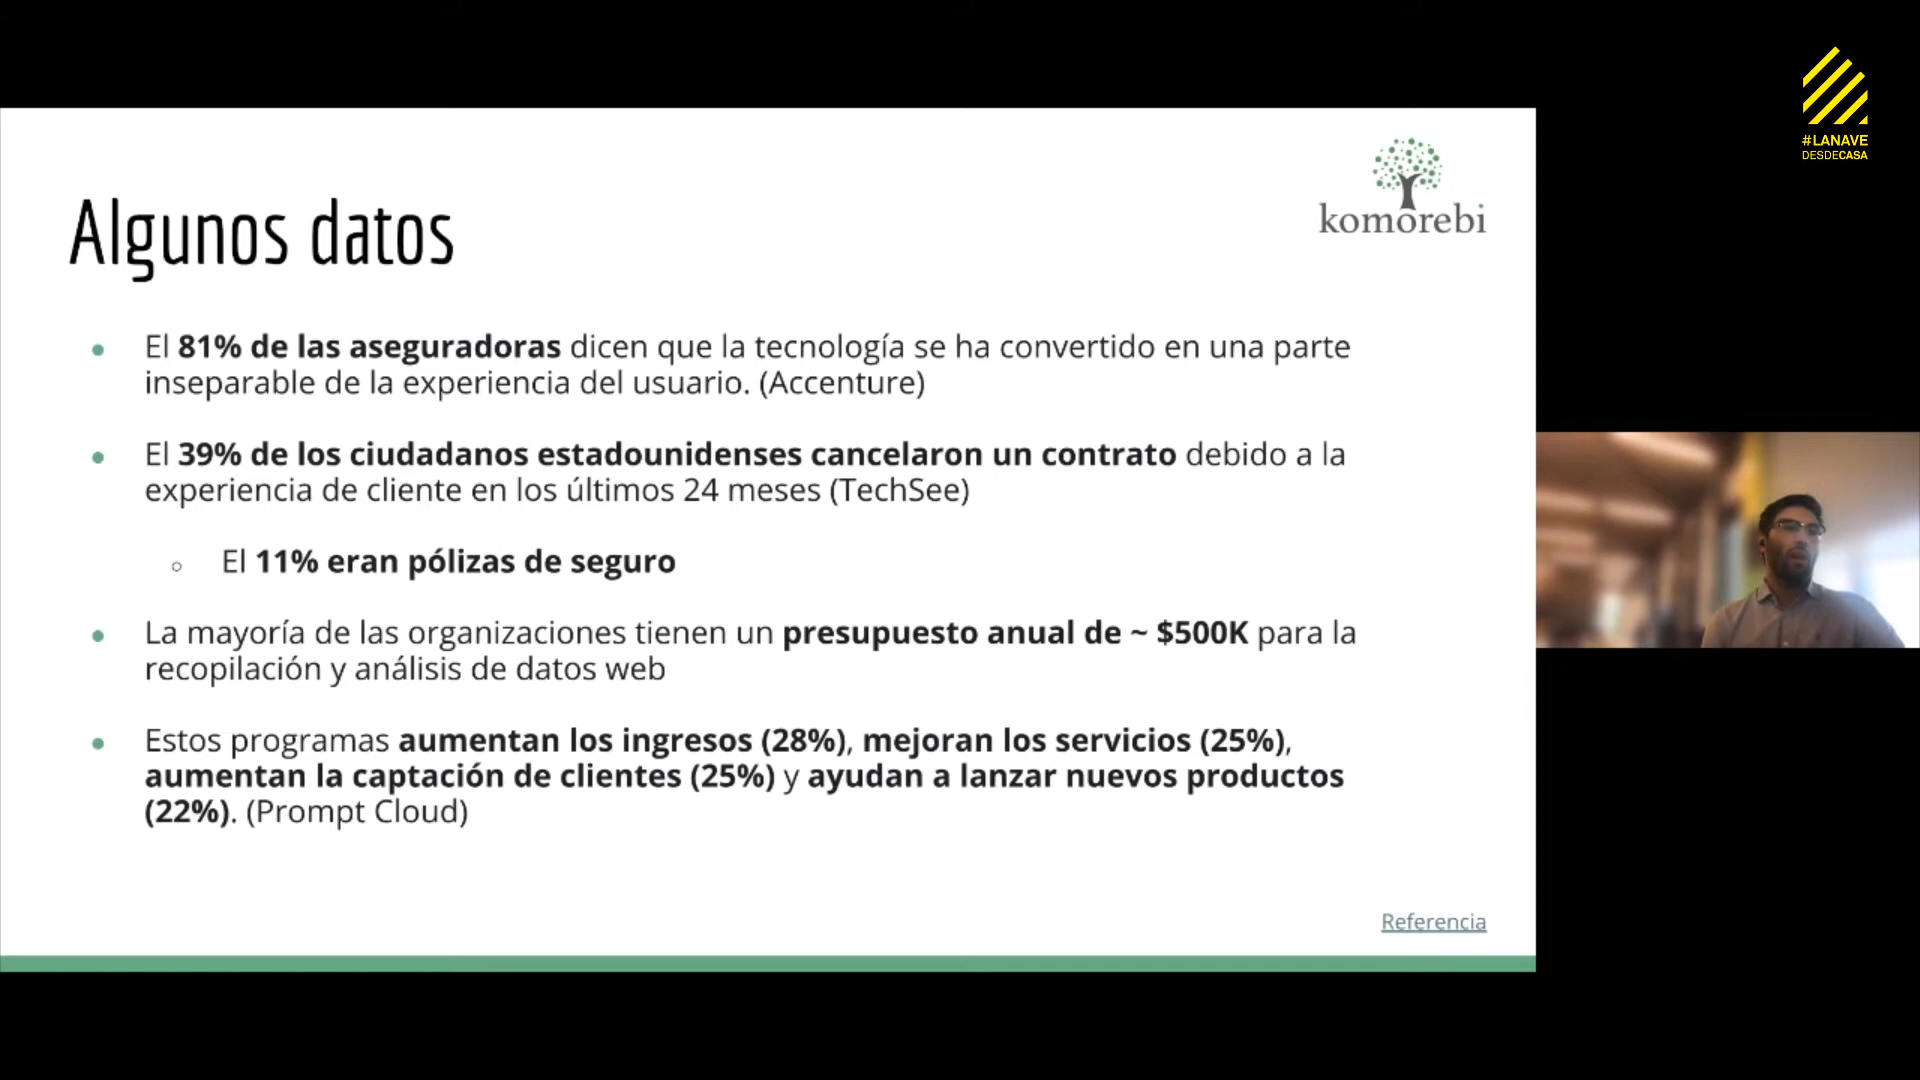 #LANAVE
DESDECASA
komorebi
Algunos datos
El 81% de las aseguradoras dicen que la tecnología se ha convertido en una parte
inseparable de la experiencia del usuario. (Accenture)
El 39% de los ciudadanos estadounidenses cancelaron un contrato debido a la
experiencia de cliente en los últimos 24 meses (TechSee)
El 11% eran pólizas de seguro
La mayoría de las organizaciones tienen un presupuesto anual de ~ $500K para la
recopilación y análisis de datos web
Estos programas aumentan los ingresos (28%), mejoran los servicios (25%),
aumentan la captación de clientes (25%) y ayudan a lanzar nuevos productos
(22%). (Prompt Cloud)
Referencia